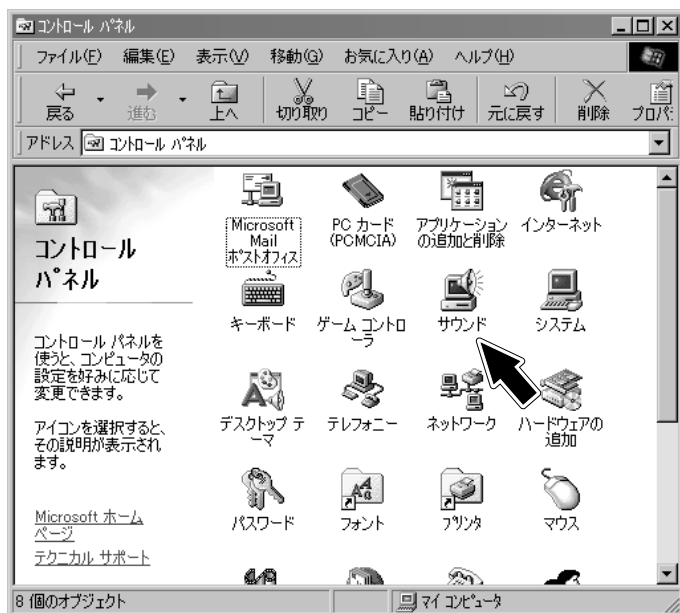 コントロール パネル
ファイル(F) 編集(E) 表示(V) 移動(G) お気に入り(A) ヘルプ(H)
戻る 進む 上へ 切り取り コピー 貼り付け 元に戻す 削除 プロパ:
アドレス コントロール パネル
コントロール
パネル
コントロール パネルを
使うと、コンピュータの
設定を好みに応じて
変更できます。
アイコンを選択すると、
その説明が表示され
ます。
Microsoft ホーム
ページ
テクニカル サポート
Microsoft
Mail
ポストオフィス
PC カード
(PCMCIA)
アプリケーション
の追加と削除
インターネット
キーボード
ゲーム コントロ
ーラ
サウンド
システム
デスクトップ テ
ーマ
テレフォニー
ネットワーク
ハードウェアの
追加
パスワード
フォント
プリンタ
マウス
8 個のオブジェクト
マイ コンピュータ